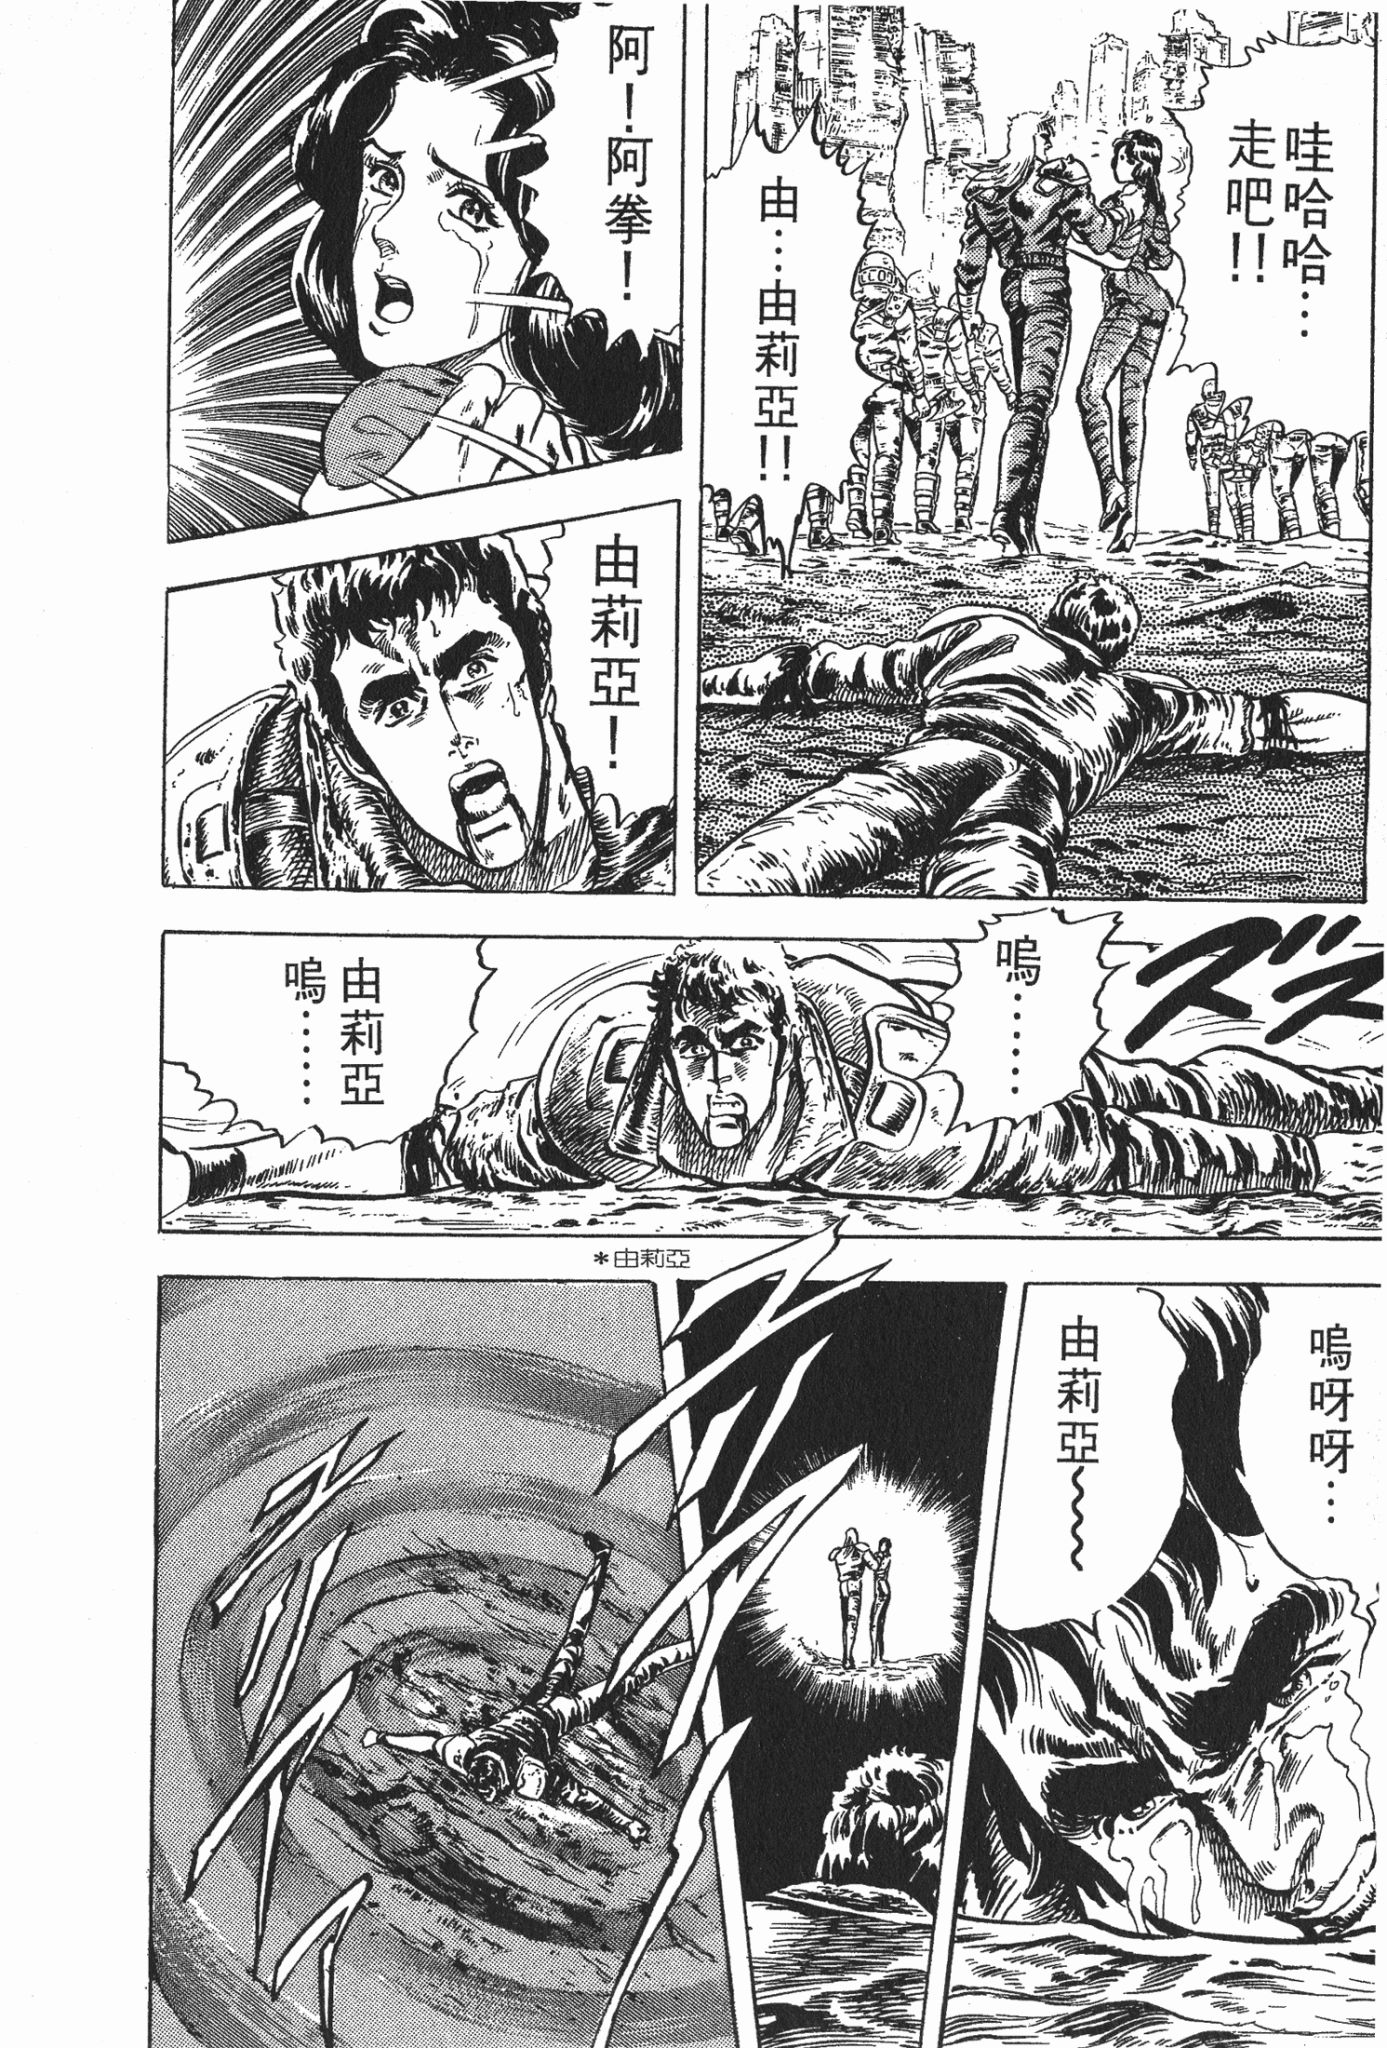 哇哈哈…
走吧!!
由…由莉亞!!
阿！阿拳！
由莉亞！
ズズ
嗚……
由莉亞
嗚……
＊由莉亞
嗚呀呀…
由莉亞～～